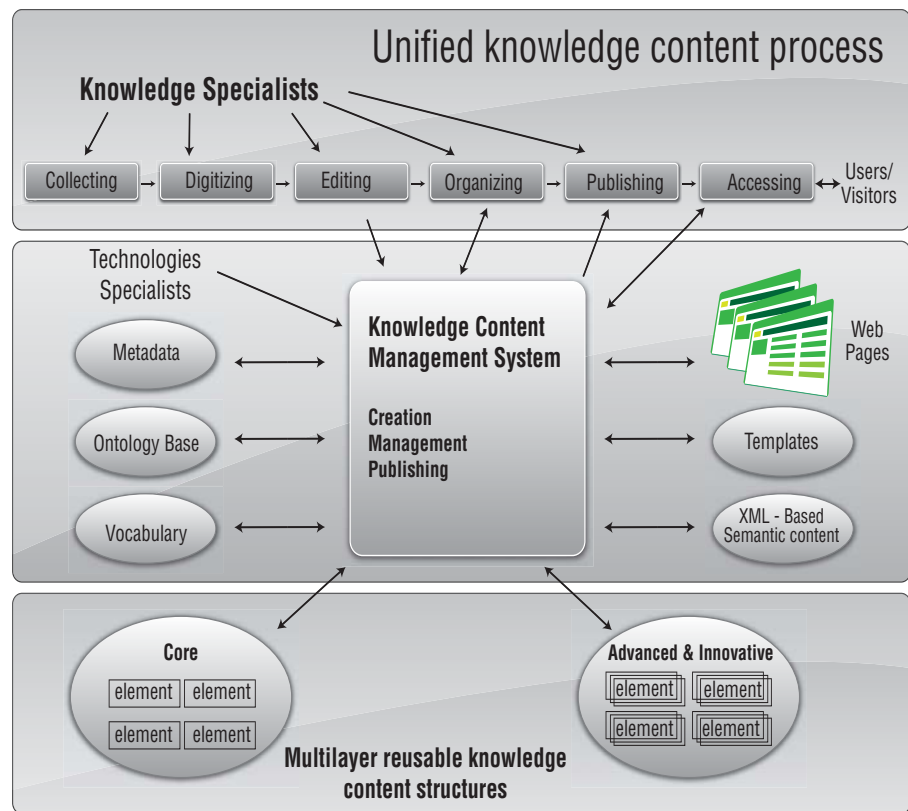 Unified knowledge content process
Knowledge Specialists
Collecting
Digitizing
Editing
Organizing
Publishing
Accessing
Users/
Visitors
Technologies
Specialists
Metadata
Ontology Base
Vocabulary
Knowledge Content
Management System
Creation
Management
Publishing
Web
Pages
Templates
XML - Based
Semantic content
Core
element element
element element
Advanced & Innovative
element element
element element
Multilayer reusable knowledge
content structures